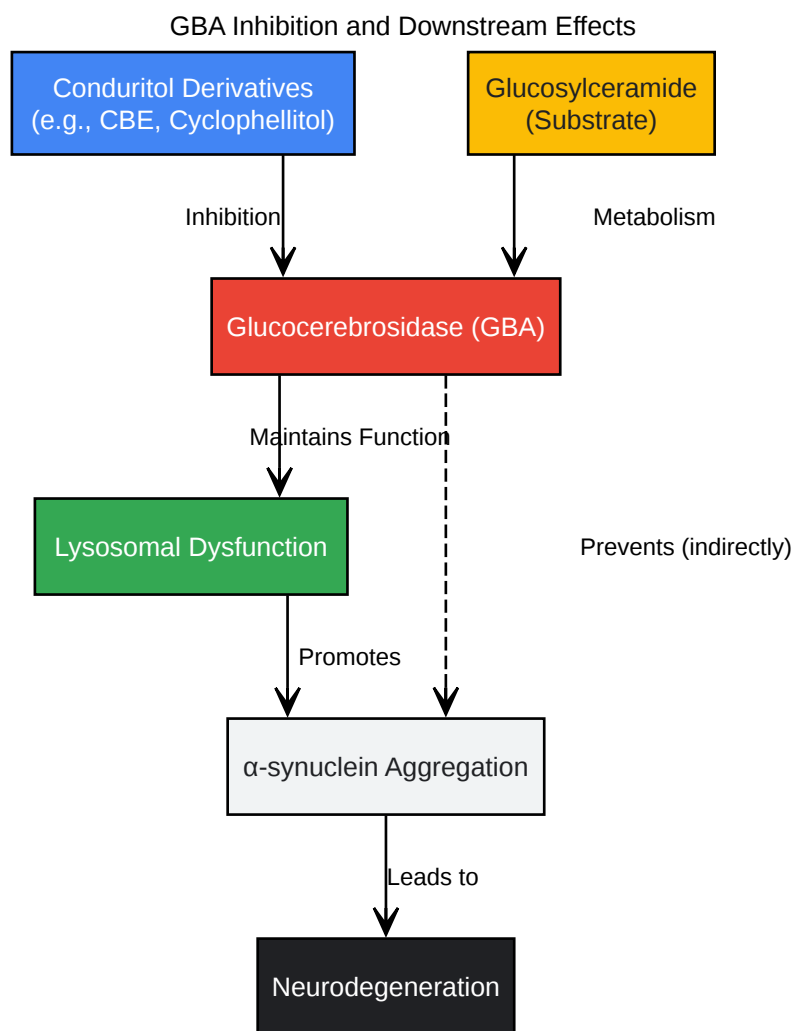 GBA Inhibition and Downstream Effects
Conduritol Derivatives
(e.g., CBE, Cyclophellitol)
Glucosylceramide
(Substrate)
Inhibition
Metabolism
Glucocerebrosidase (GBA)
Maintains Function
Lysosomal Dysfunction
Prevents (indirectly)
Promotes
α-synuclein Aggregation
Leads to
Neurodegeneration